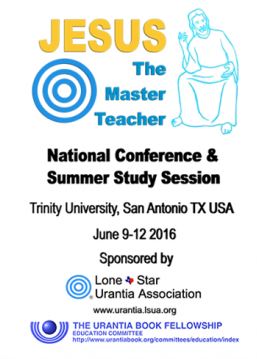 JESUS
The
Master
Teacher
National Conference &
Summer Study Session
Trinity University, San Antonio TX USA
June 9-12 2016
Sponsored by
Lone Star
Urantia Association
www.urantia.lsua.org
THE URANTIA BOOK FELLOWSHIP
EDUCATION COMMITTEE
http://urantiabook.org/committees/education/index